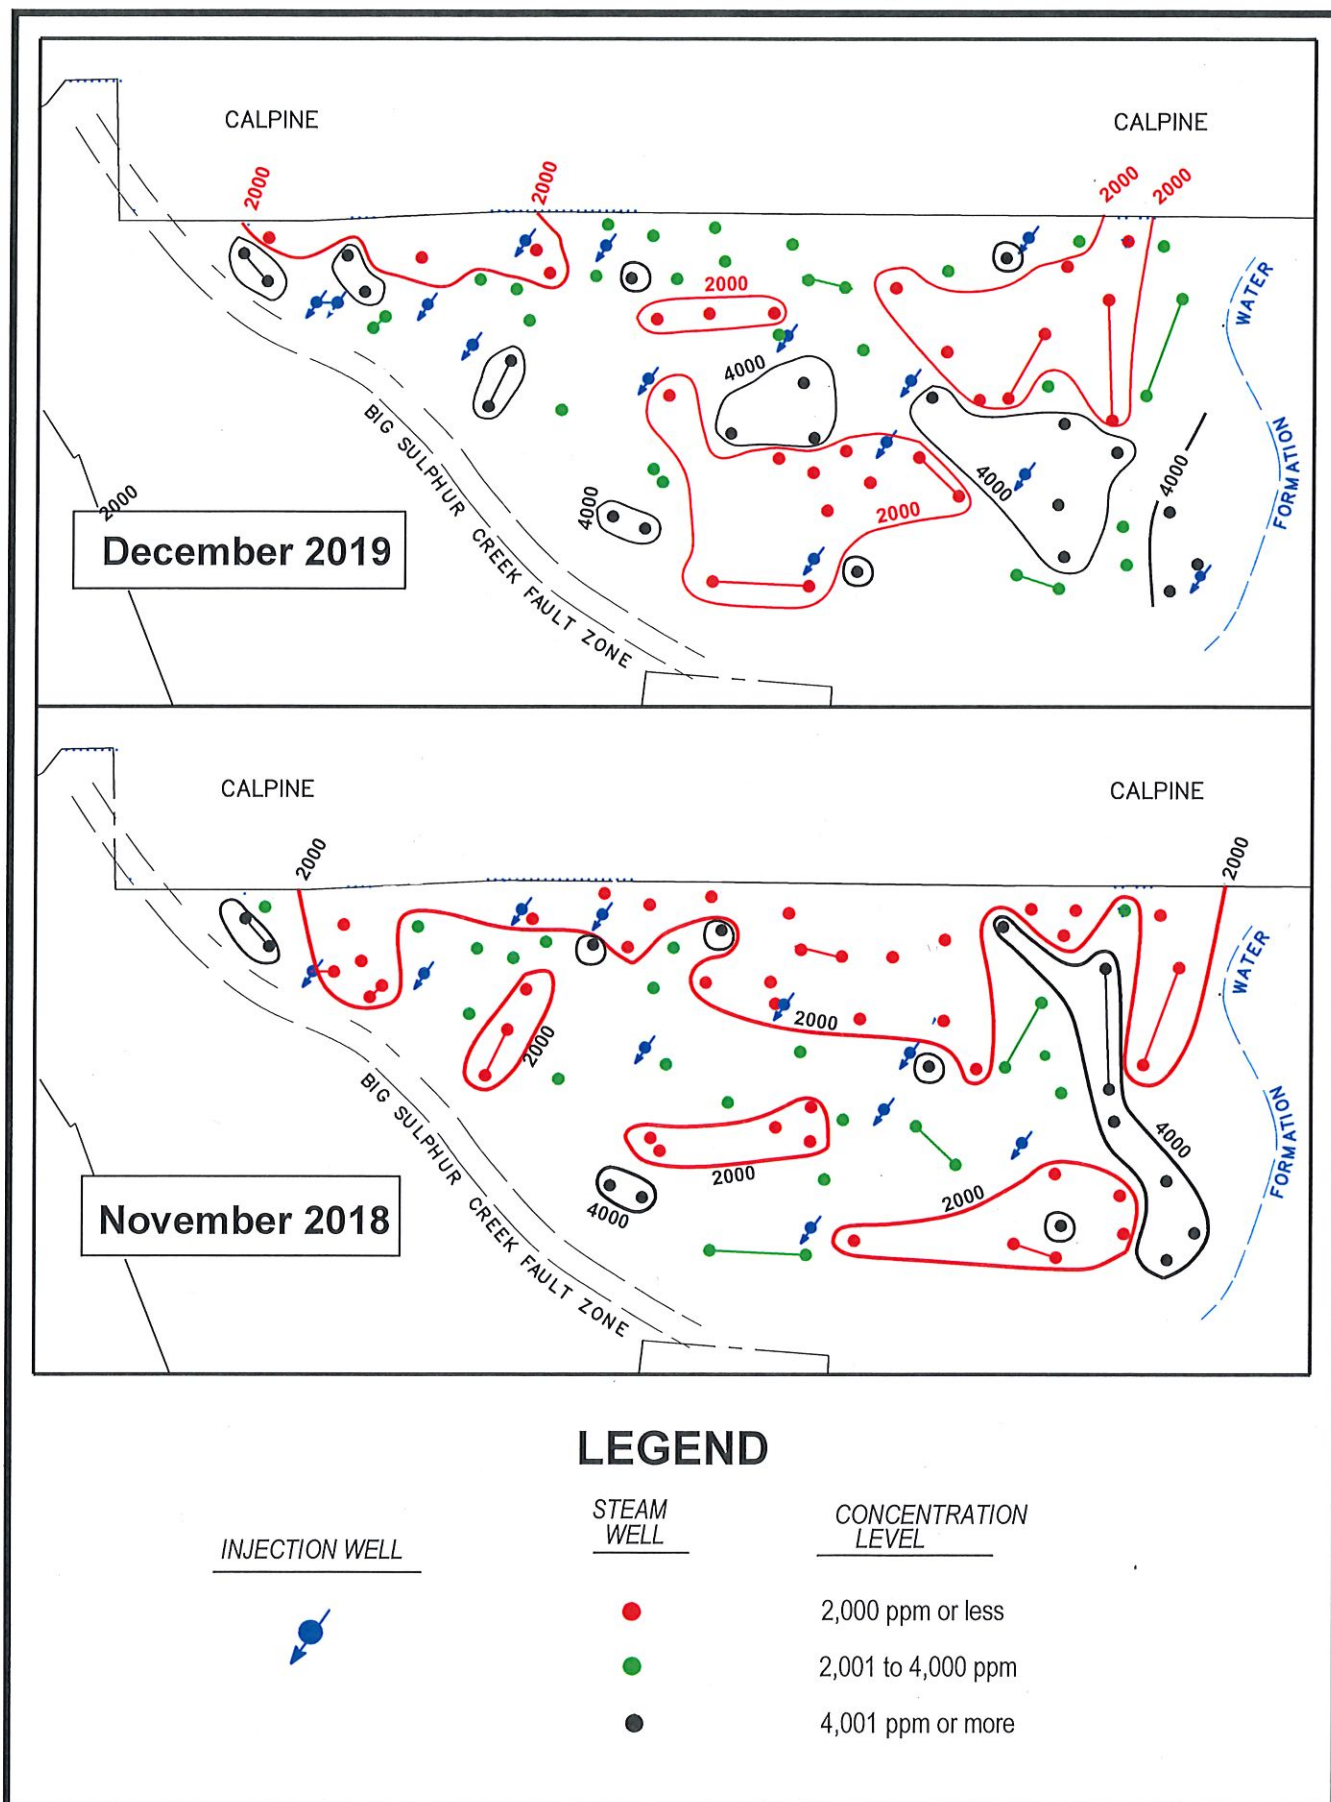 CALPINE
CALPINE
2000
2000
2000
2000
WATER
FORMATION
2000
4000
4000
4000
4000
2000
BIG SULPHUR CREEK FAULT ZONE
2000
December 2019
CALPINE
CALPINE
2000
2000
WATER
FORMATION
2000
2000
2000
4000
4000
2000
BIG SULPHUR CREEK FAULT ZONE
November 2018
LEGEND
INJECTION WELL
STEAM
WELL
CONCENTRATION
LEVEL
2,000 ppm or less
2,001 to 4,000 ppm
4,001 ppm or more